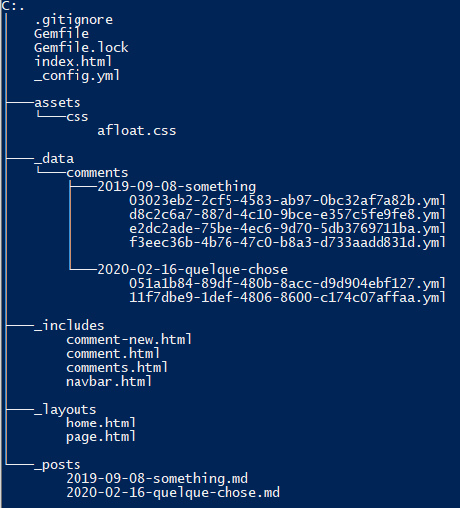 C:.
.gitignore
Gemfile
Gemfile.lock
index.html
_config.yml
assets
css
afloat.css
_data
comments
2019-09-08-something
03023eb2-2cf5-4583-ab97-0bc32af7a82b.yml
d8c2c6a7-887d-4c10-9bce-e357c5fe9fe8.yml
e2dc2ade-75be-4ec6-9d70-5db3769711ba.yml
f3eec36b-4b76-47c0-b8a3-d733aadd831d.yml
2020-02-16-quelque-chose
051a1b84-89df-480b-8acc-d9d904ebf127.yml
11f7dbe9-1def-4806-8600-c174c07affaa.yml
_includes
comment-new.html
comment.html
comments.html
navbar.html
_layouts
home.html
page.html
_posts
2019-09-08-something.md
2020-02-16-quelque-chose.md